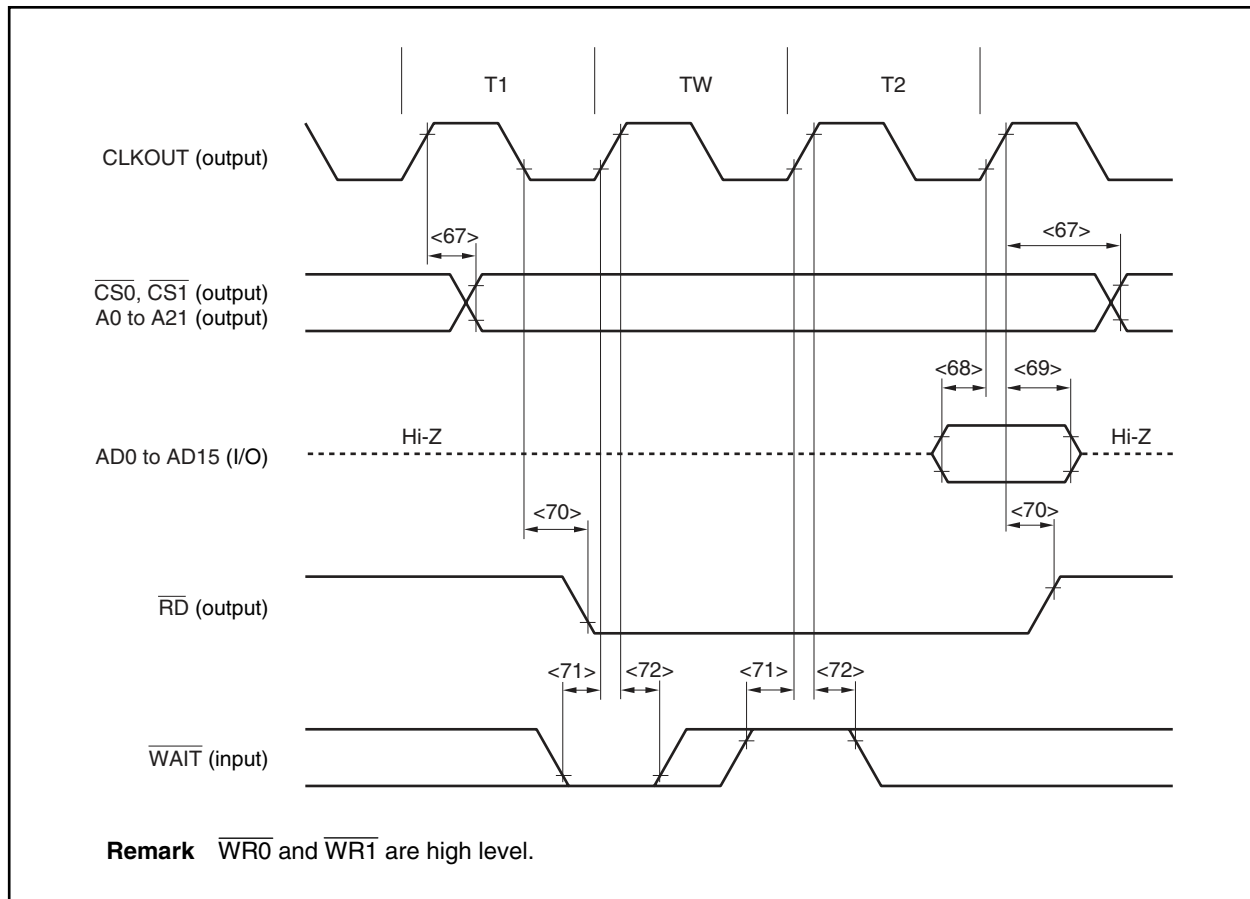 T1 TW T2
CLKOUT (output)
<67> <67>
CS0, CS1 (output)
A0 to A21 (output)
<68> <69>
Hi-Z Hi-Z
AD0 to AD15 (I/O)
<70> <70>
RD (output)
<71> <72> <71> <72>
WAIT (input)
Remark WR0 and WR1 are high level.